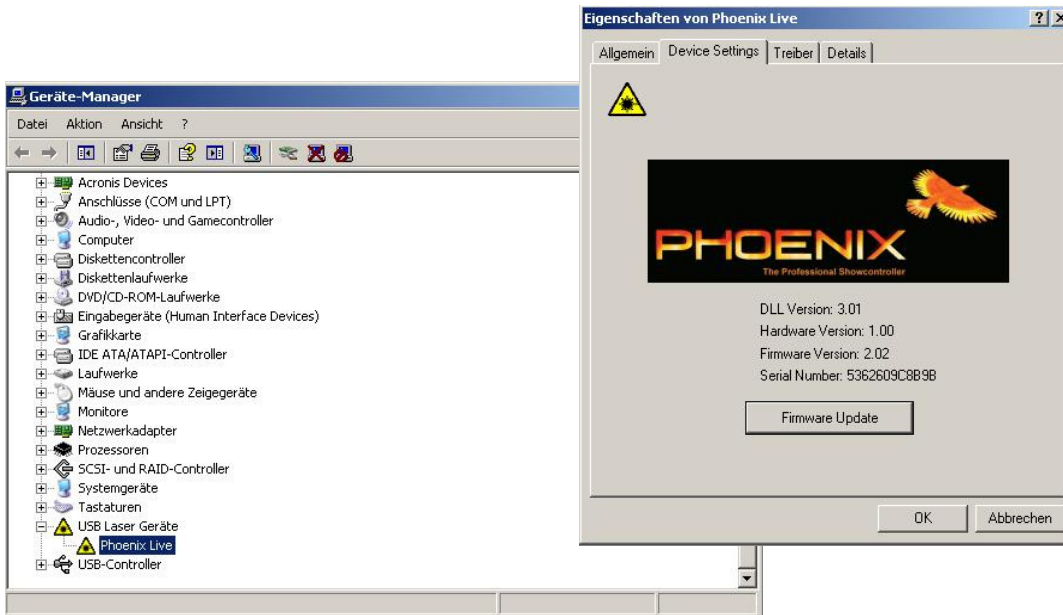 Geräte-Manager
Datei Aktion Ansicht ?
Acronis Devices
Anschlüsse (COM und LPT)
Audio-, Video- und Gamecontroller
Computer
Diskettencontroller
Diskettenlaufwerke
DVD/CD-ROM-Laufwerke
Eingabegeräte (Human Interface Devices)
Grafikkarte
IDE ATA/ATAPI-Controller
Laufwerke
Mäuse und andere Zeigegeräte
Monitore
Netzwerkadapter
Prozessoren
SCSI- und RAID-Controller
Systemgeräte
Tastaturen
USB Laser Geräte
Phoenix Live
USB-Controller
Eigenschaften von Phoenix Live
Allgemein Device Settings Treiber Details
PHOENIX
The Professional Showcontroller
DLL Version: 3.01
Hardware Version: 1.00
Firmware Version: 2.02
Serial Number: 5362609C8B9B
Firmware Update
OK Abbrechen